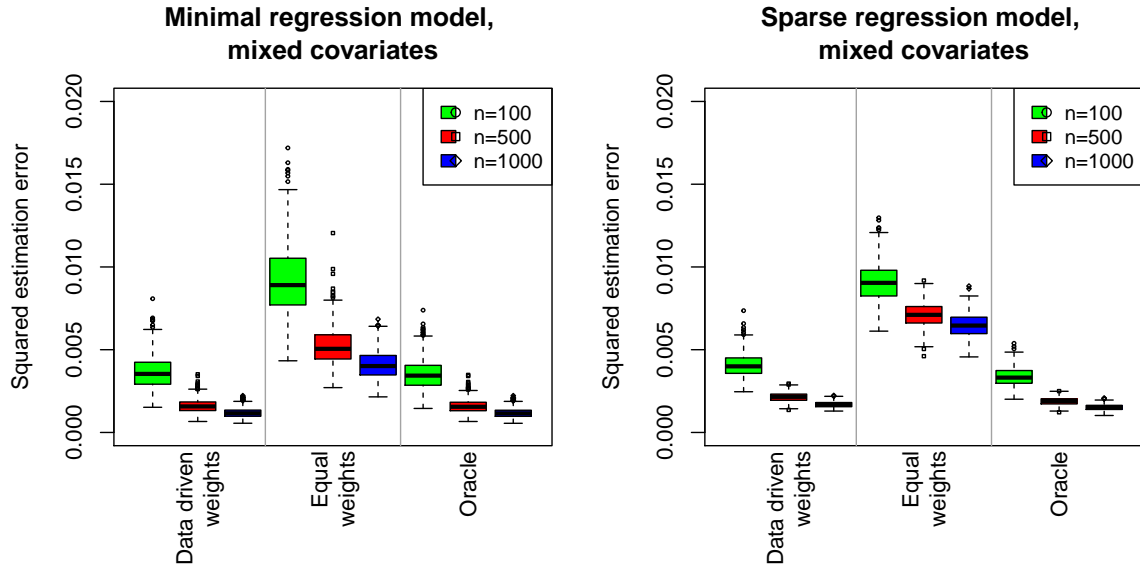 Minimal regression model,
mixed covariates
Squared estimation error
0.000
0.005
0.010
0.015
0.020
n=100
n=500
n=1000
Data driven
weights
Equal
weights
Oracle
Sparse regression model,
mixed covariates
Squared estimation error
0.000
0.005
0.010
0.015
0.020
n=100
n=500
n=1000
Data driven
weights
Equal
weights
Oracle